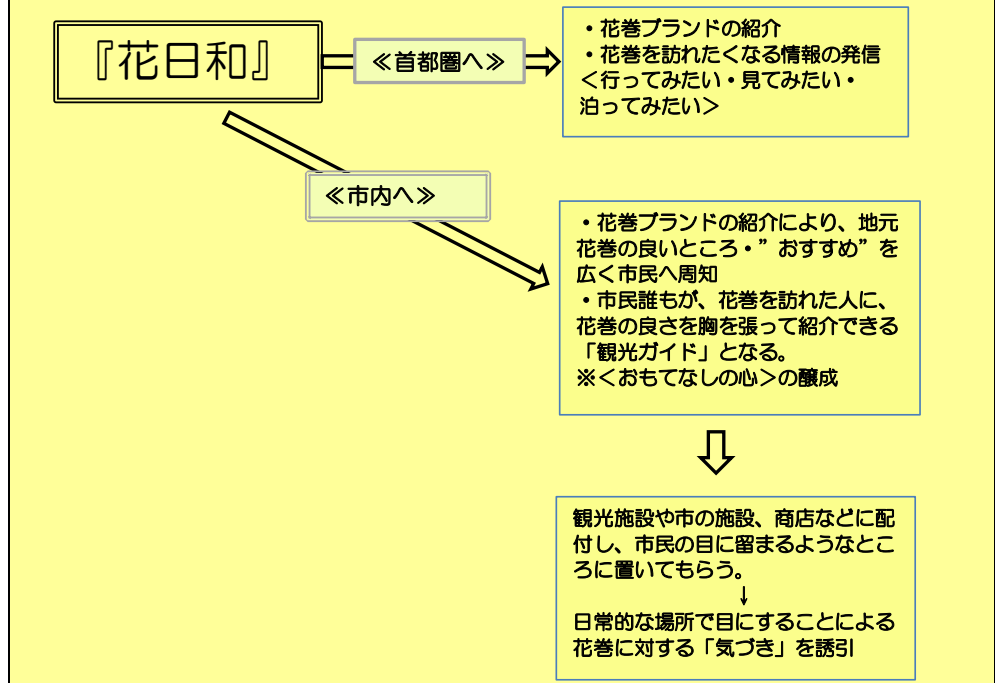 『花日和』
≪首都圏へ≫
・花巻ブランドの紹介
・花巻を訪れたくなる情報の発信
＜行ってみたい・見てみたい・
泊ってみたい＞
≪市内へ≫
・花巻ブランドの紹介により、地元
花巻の良いところ・”おすすめ”を
広く市民へ周知
・市民誰もが、花巻を訪れた人に、
花巻の良さを胸を張って紹介できる
「観光ガイド」となる。
※＜おもてなしの心＞の醸成
観光施設や市の施設、商店などに配
付し、市民の目に留まるようなとこ
ろに置いてもらう。
↓
日常的な場所で目にすることによる
花巻に対する「気づき」を誘引